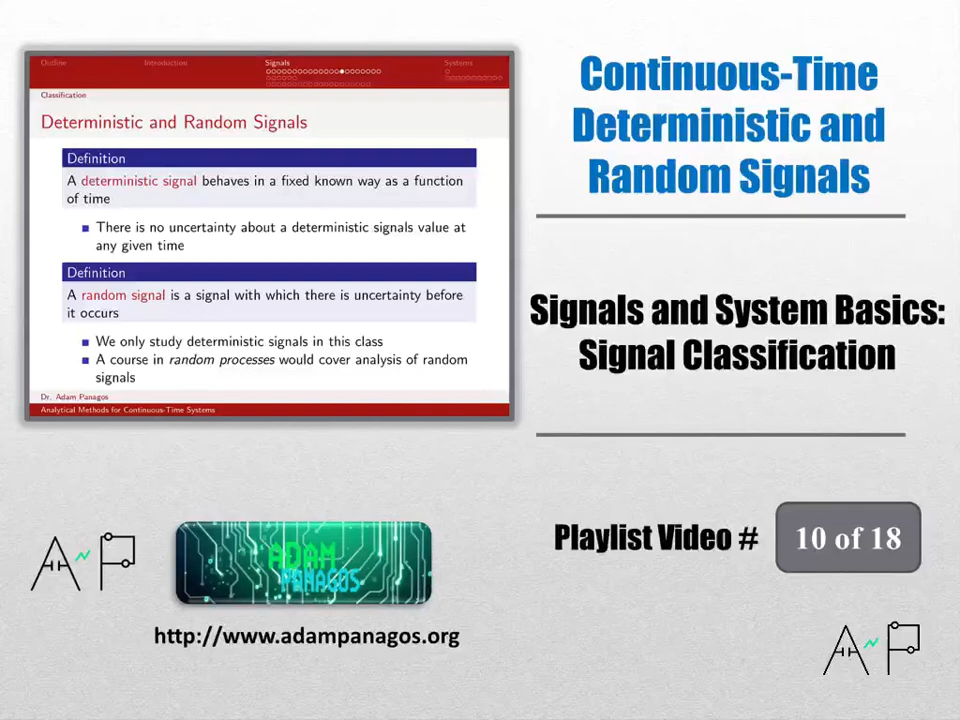 Outline Introduction Signals Systems
Classification
Deterministic and Random Signals
Definition
A deterministic signal behaves in a fixed known way as a function
of time
There is no uncertainty about a deterministic signals value at
any given time
Definition
A random signal is a signal with which there is uncertainty before
it occurs
We only study deterministic signals in this class
A course in random processes would cover analysis of random
signals
Dr. Adam Panagos
Analytical Methods for Continuous-Time Systems
Continuous-Time
Deterministic and
Random Signals
Signals and System Basics:
Signal Classification
Playlist Video # 10 of 18
A P
ADAM
PANAGOS
http://www.adampanagos.org
A P